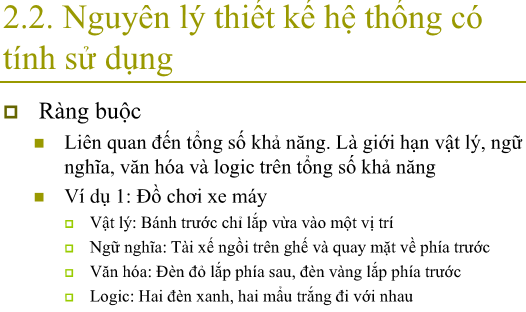 2.2. Nguyên lý thiết kế hệ thống có
tính sử dụng
Ràng buộc
Liên quan đến tổng số khả năng. Là giới hạn vật lý, ngữ
nghĩa, văn hóa và logic trên tổng số khả năng
Ví dụ 1: Đồ chơi xe máy
Vật lý: Bánh trước chỉ lắp vừa vào một vị trí
Ngữ nghĩa: Tài xế ngồi trên ghế và quay mặt về phía trước
Văn hóa: Đèn đỏ lắp phía sau, đèn vàng lắp phía trước
Logic: Hai đèn xanh, hai mẩu trắng đi với nhau